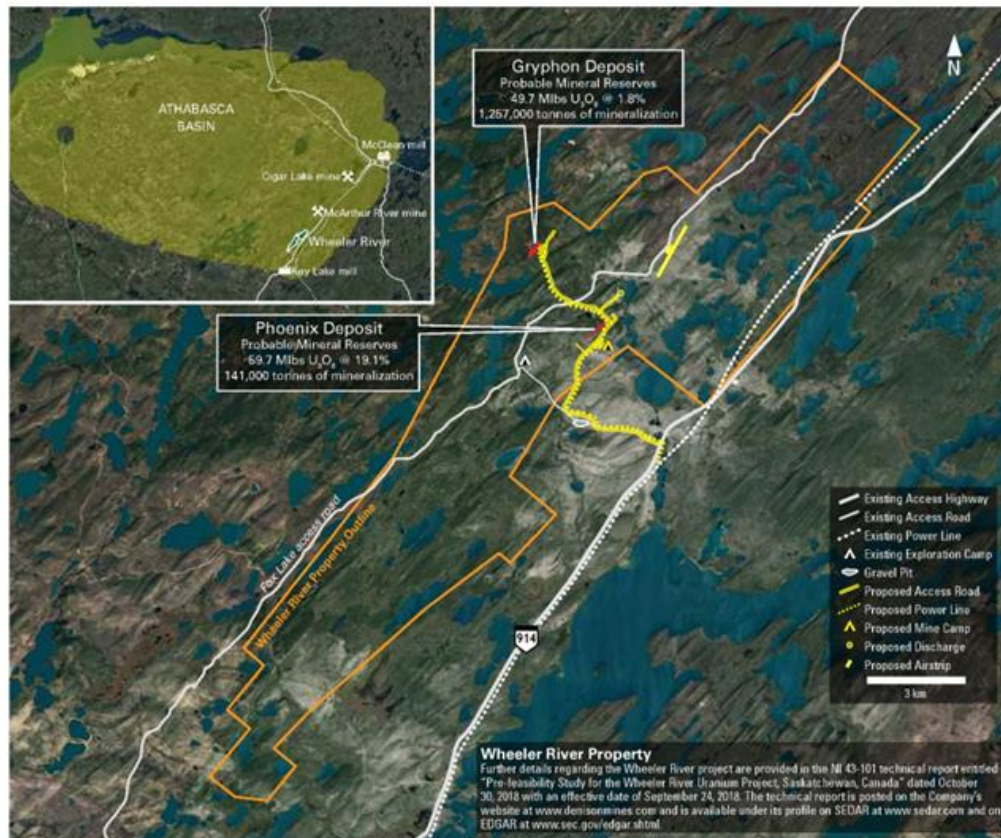 ATHABASCA
BASIN
McClean mill
Cigar Lake mine
McArthur River mine
Wheeler River
Key Lake mill
Gryphon Deposit
Probable Mineral Reserves
49.7 Mlbs U₃O₈ @ 1.8%
1,257,000 tonnes of mineralization
N
Phoenix Deposit
Probable Mineral Reserves
59.7 Mlbs U₃O₈ @ 19.1%
141,000 tonnes of mineralization
Fox Lake access road
Wheeler River Property Outline
914
Existing Access Highway
Existing Access Road
Existing Power Line
Existing Exploration Camp
Gravel Pit
Proposed Access Road
Proposed Power Line
Proposed Mine Camp
Proposed Discharge
Proposed Airstrip
3 km
Wheeler River Property
Further details regarding the Wheeler River project are provided in the NI 43-101 technical report entitled
"Pre-feasibility Study for the Wheeler River Uranium Project, Saskatchewan, Canada" dated October
30, 2018 with an effective date of September 24, 2018. The technical report is posted on the Company's
website at www.denisonmines.com and is available under its profile on SEDAR at www.sedar.com and on
EDGAR at www.sec.gov/edgar.shtml.